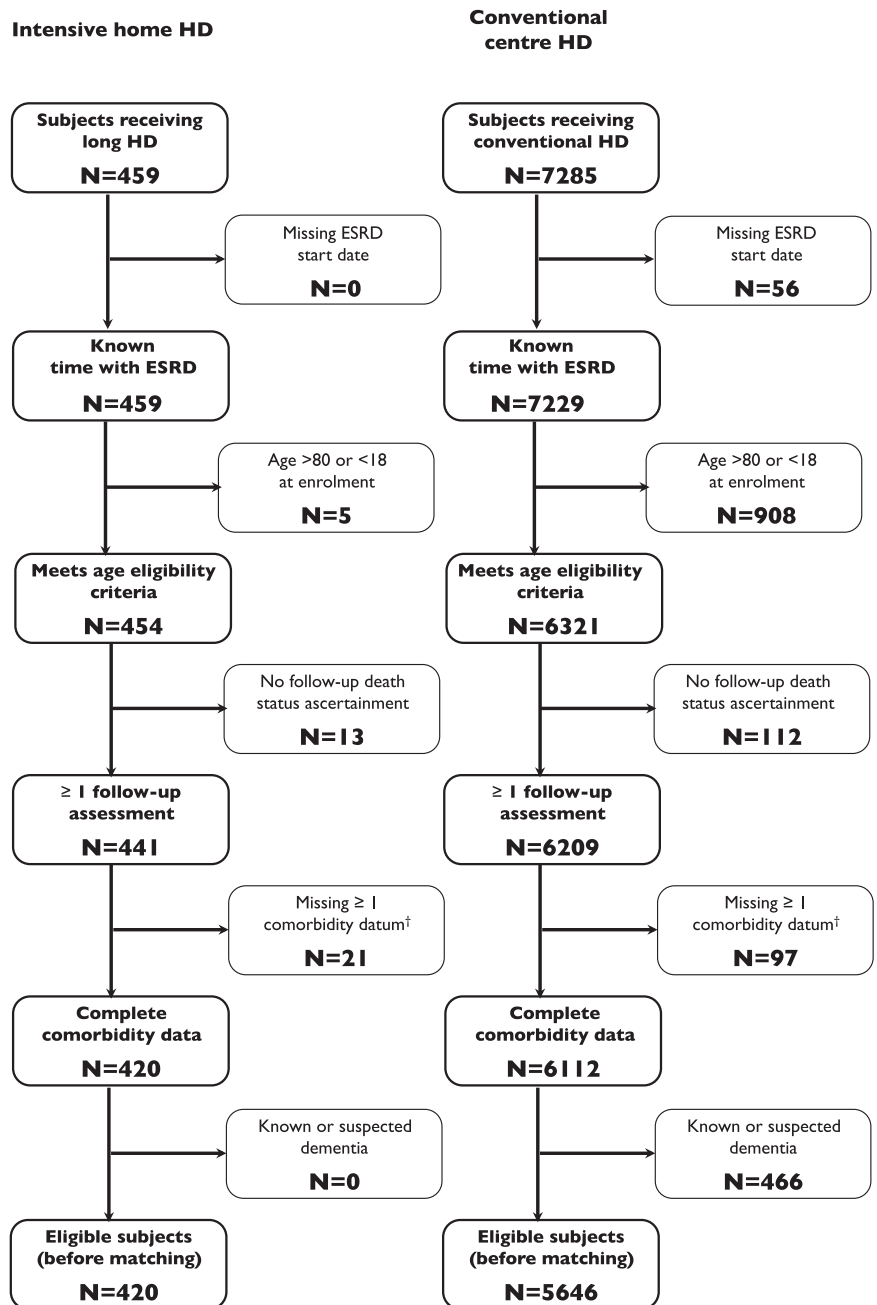 Intensive home HD
Conventional
centre HD
Subjects receiving
long HD
N=459
Missing ESRD
start date
N=0
Known
time with ESRD
N=459
Age >80 or <18
at enrolment
N=5
Meets age eligibility
criteria
N=454
No follow-up death
status ascertainment
N=13
≥ 1 follow-up
assessment
N=441
Missing ≥ 1
comorbidity datum†
N=21
Complete
comorbidity data
N=420
Known or suspected
dementia
N=0
Eligible subjects
(before matching)
N=420
Subjects receiving
conventional HD
N=7285
Missing ESRD
start date
N=56
Known
time with ESRD
N=7229
Age >80 or <18
at enrolment
N=908
Meets age eligibility
criteria
N=6321
No follow-up death
status ascertainment
N=112
≥ 1 follow-up
assessment
N=6209
Missing ≥ 1
comorbidity datum†
N=97
Complete
comorbidity data
N=6112
Known or suspected
dementia
N=466
Eligible subjects
(before matching)
N=5646